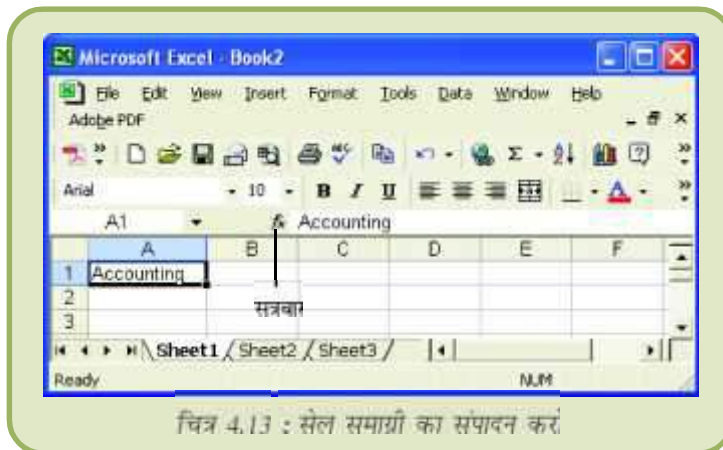 Microsoft Excel - Book2
File Edit View Insert Format Tools Data Window Help
Adobe PDF
Arial 10 B I U
A1 fx Accounting
A B C D E F
1 Accounting
2
3
सत्रबार
Sheet1 Sheet2 Sheet3
Ready NUM
चित्र 4.13 : सेल समाग्री का संपादन करें